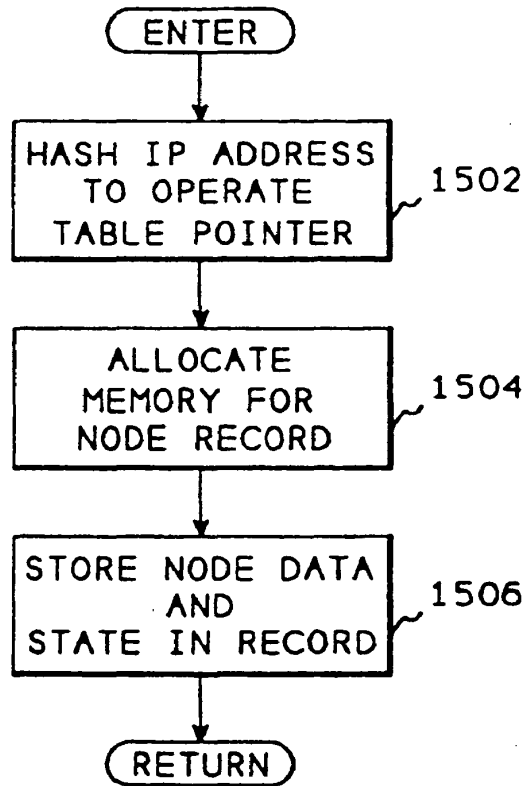 ENTER
HASH IP ADDRESS
TO OPERATE
TABLE POINTER
1502
ALLOCATE
MEMORY FOR
NODE RECORD
1504
STORE NODE DATA
AND
STATE IN RECORD
1506
RETURN